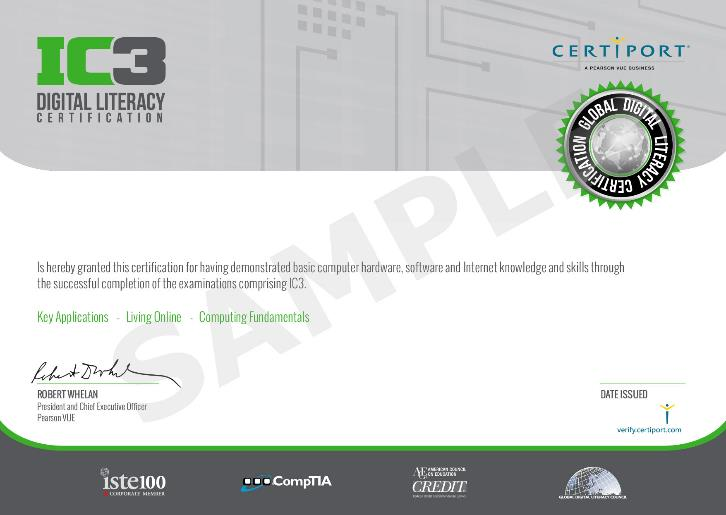 IC3
DIGITAL LITERACY
CERTIFICATION
CERTIPORT
A PEARSON VUE BUSINESS
GLOBAL DIGITAL LITERACY CERTIFICATION
SAMPLE
Is hereby granted this certification for having demonstrated basic computer hardware, software and Internet knowledge and skills through
the successful completion of the examinations comprising IC3.
Key Applications - Living Online - Computing Fundamentals
ROBERT WHELAN
President and Chief Executive Officer
Pearson VUE
DATE ISSUED
verify.certiport.com
iste100
CORPORATE MEMBER
CompTIA
ACE AMERICAN COUNCIL
ON EDUCATION
CREDIT
GLOBAL DIGITAL LITERACY COUNCIL